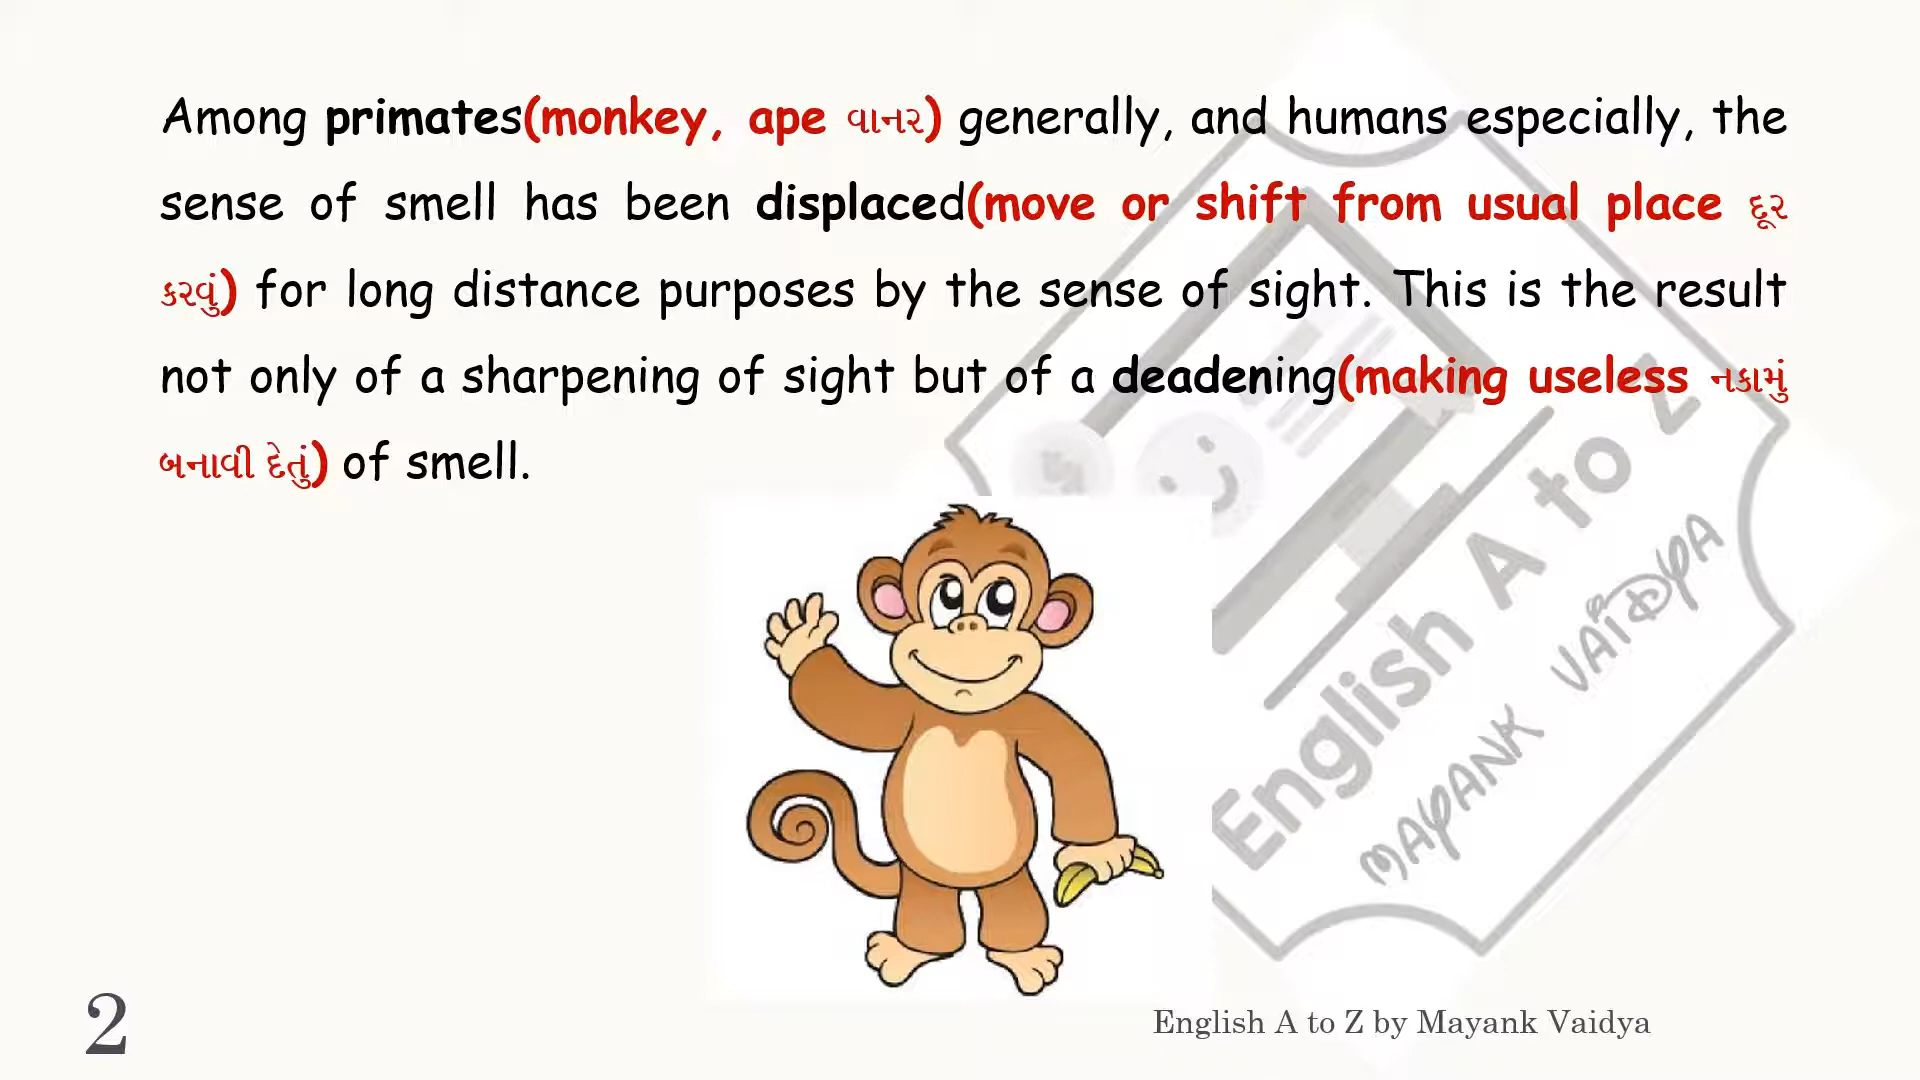 Among primates(monkey, ape વાનર) generally, and humans especially, the
sense of smell has been displaced(move or shift from usual place દૂર
કરવું) for long distance purposes by the sense of sight. This is the result
not only of a sharpening of sight but of a deadening(making useless નકામું
બનાવી દેતું) of smell.
English A to Z
MAYANK VAIDYA
2
English A to Z by Mayank Vaidya